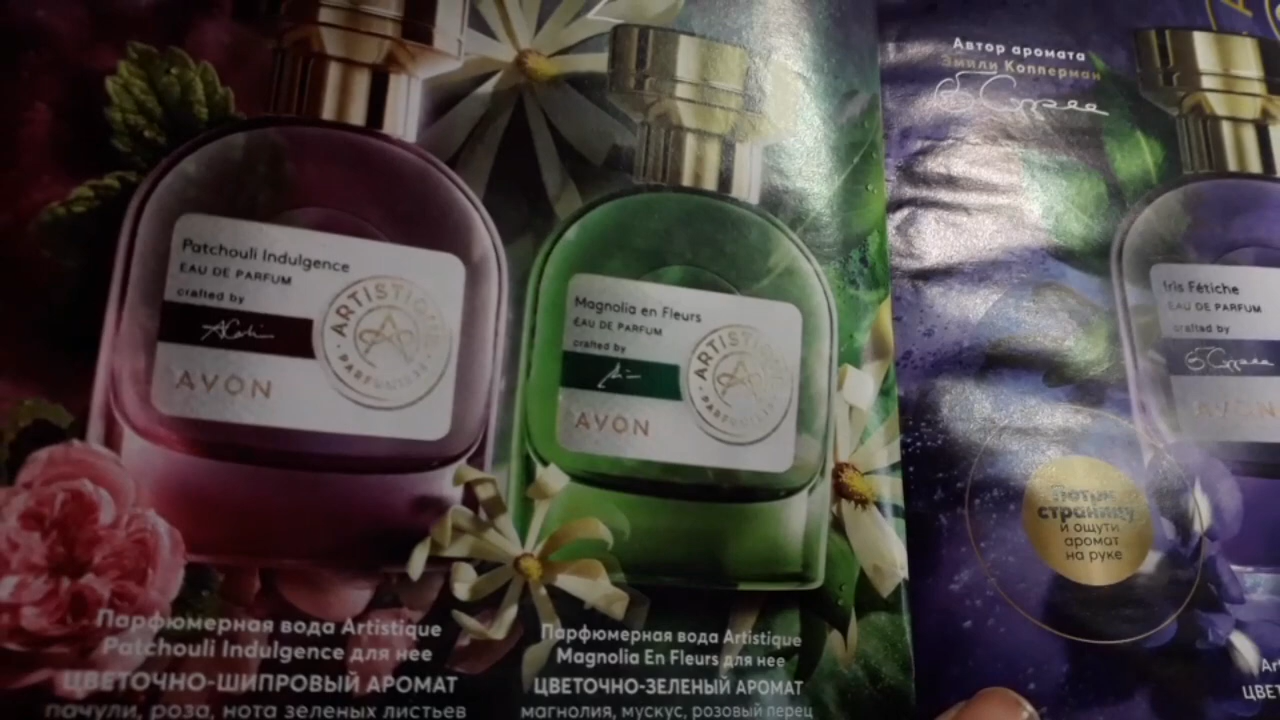 Patchouli Indulgence
EAU DE PARFUM
crafted by
AVON
ARTISTIQUE
Magnolia en Fleurs
EAU DE PARFUM
crafted by
AVON
ARTISTIQUE
Автор аромата
Эмили Копперман
Iris Fétiche
EAU DE PARFUM
crafted by
AVON
Потри
страницу
и ощути
аромат
на руке
Парфюмерная вода Artistique
Patchouli Indulgence для нее
ЦВЕТОЧНО-ШИПРОВЫЙ АРОМАТ
пачули, роза, нота зеленых листьев
Парфюмерная вода Artistique
Magnolia En Fleurs для нее
ЦВЕТОЧНО-ЗЕЛЕНЫЙ АРОМАТ
магнолия, мускус, розовый перец